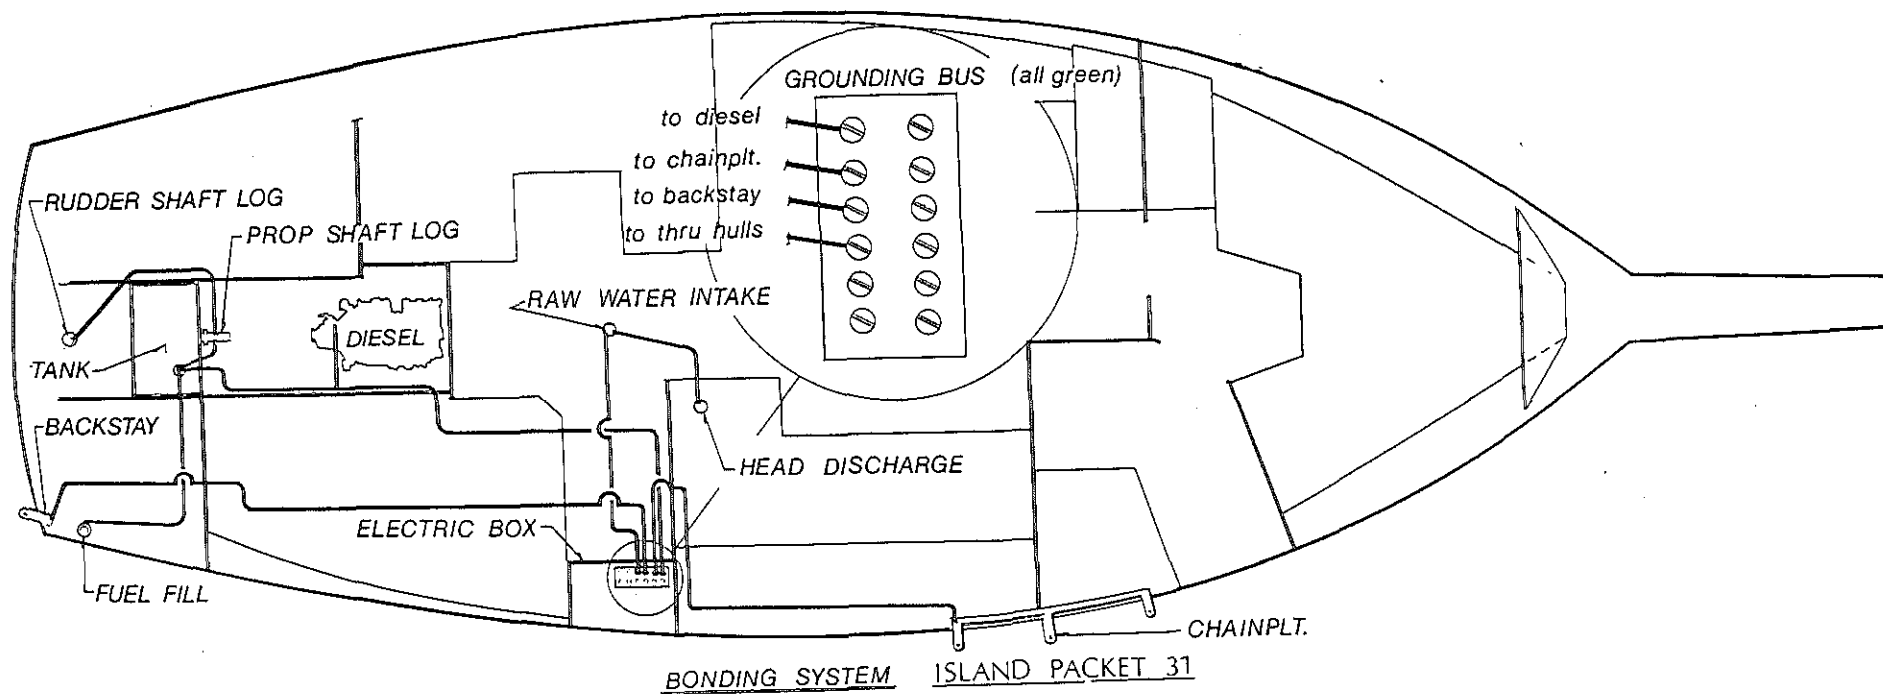 GROUNDING BUS (all green)
to diesel
to chainplt.
to backstay
to thru hulls
RUDDER SHAFT LOG
PROP SHAFT LOG
RAW WATER INTAKE
DIESEL
TANK
BACKSTAY
HEAD DISCHARGE
ELECTRIC BOX
FUEL FILL
CHAINPLT.
BONDING SYSTEM ISLAND PACKET 31